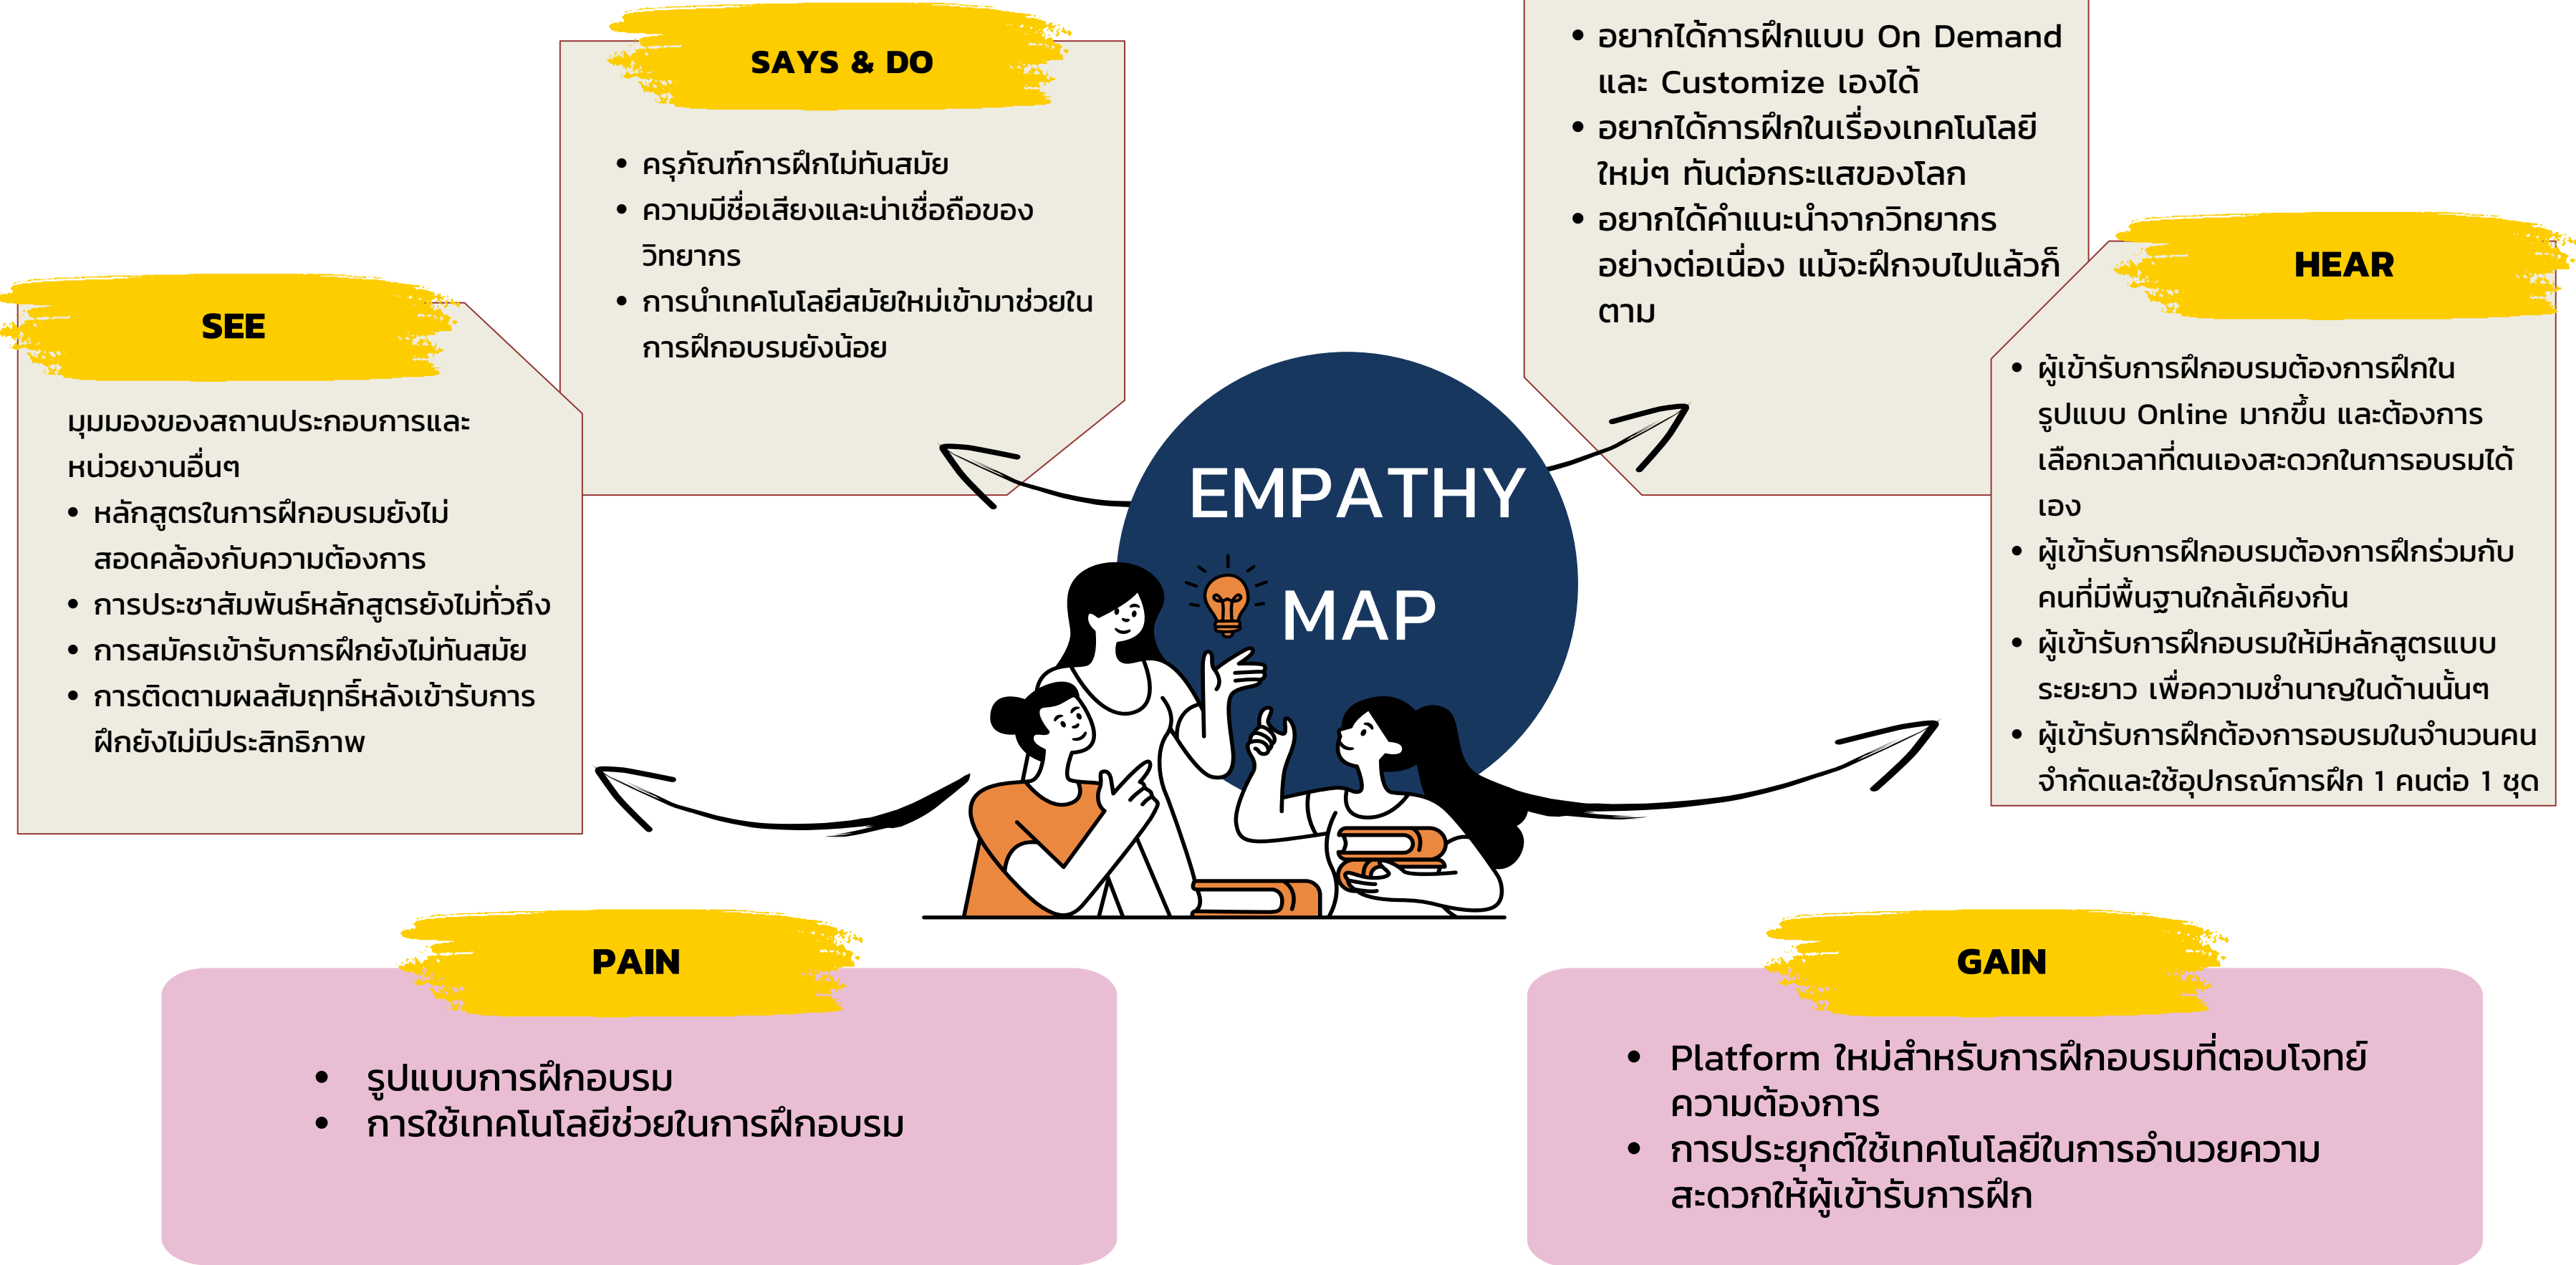 SAYS & DO
• ครุภัณฑ์การฝึกไม่ทันสมัย
• ความมีชื่อเสียงและน่าเชื่อถือของ
วิทยากร
• การนำเทคโนโลยีสมัยใหม่เข้ามาช่วยใน
การฝึกอบรมยังน้อย
• อยากได้การฝึกแบบ On Demand
และ Customize เองได้
• อยากได้การฝึกในเรื่องเทคโนโลยี
ใหม่ๆ ทันต่อกระแสของโลก
• อยากได้คำแนะนำจากวิทยากร
อย่างต่อเนื่อง แม้จะฝึกจบไปแล้วก็
ตาม
SEE
มุมมองของสถานประกอบการและ
หน่วยงานอื่นๆ
• หลักสูตรในการฝึกอบรมยังไม่
สอดคล้องกับความต้องการ
• การประชาสัมพันธ์หลักสูตรยังไม่ทั่วถึง
• การสมัครเข้ารับการฝึกยังไม่ทันสมัย
• การติดตามผลสัมฤทธิ์หลังเข้ารับการ
ฝึกยังไม่มีประสิทธิภาพ
EMPATHY
MAP
HEAR
• ผู้เข้ารับการฝึกอบรมต้องการฝึกใน
รูปแบบ Online มากขึ้น และต้องการ
เลือกเวลาที่ตนเองสะดวกในการอบรมได้
เอง
• ผู้เข้ารับการฝึกอบรมต้องการฝึกร่วมกับ
คนที่มีพื้นฐานใกล้เคียงกัน
• ผู้เข้ารับการฝึกอบรมให้มีหลักสูตรแบบ
ระยะยาว เพื่อความชำนาญในด้านนั้นๆ
• ผู้เข้ารับการฝึกต้องการอบรมในจำนวนคน
จำกัดและใช้อุปกรณ์การฝึก 1 คนต่อ 1 ชุด
PAIN
• รูปแบบการฝึกอบรม
• การใช้เทคโนโลยีช่วยในการฝึกอบรม
GAIN
• Platform ใหม่สำหรับการฝึกอบรมที่ตอบโจทย์
ความต้องการ
• การประยุกต์ใช้เทคโนโลยีในการอำนวยความ
สะดวกให้ผู้เข้ารับการฝึก